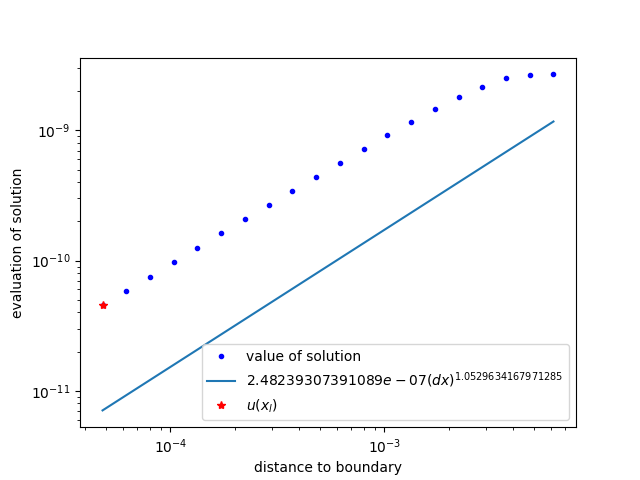 10⁻⁹
10⁻¹⁰
10⁻¹¹
evaluation of solution
value of solution
2.48239307391089e − 07(dx)^1.0529634167971285
u(x_l)
10⁻⁴
10⁻³
distance to boundary